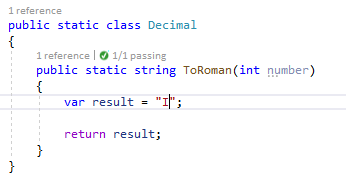 1 reference
public static class Decimal
{
1 reference | 1/1 passing
public static string ToRoman(int number)
{
var result = "I";
return result;
}
}